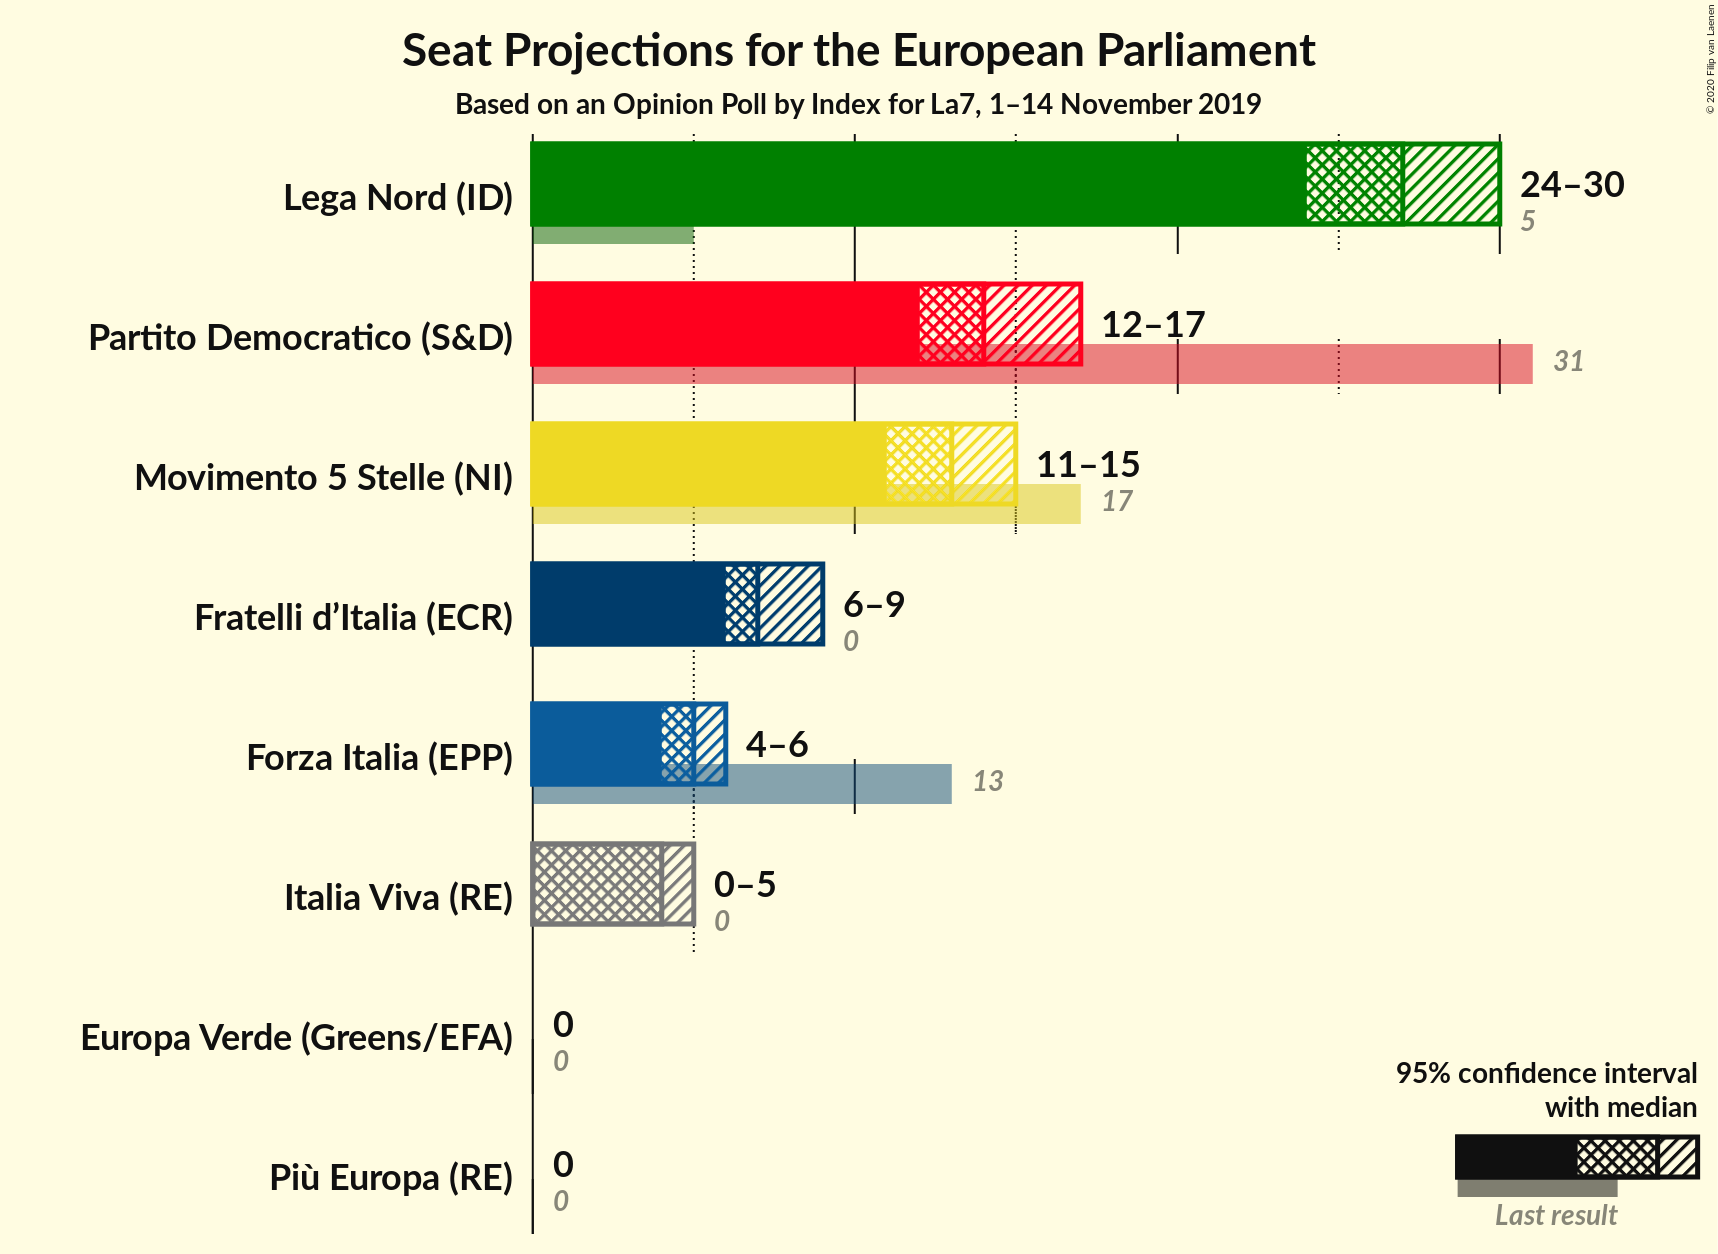 Seat Projections for the European Parliament
Based on an Opinion Poll by Index for La7, 1–14 November 2019
© 2020 Filip van Laenen
Lega Nord (ID)
24–30
5
Partito Democratico (S&D)
12–17
31
Movimento 5 Stelle (NI)
11–15
17
Fratelli d’Italia (ECR)
6–9
0
Forza Italia (EPP)
4–6
13
Italia Viva (RE)
0–5
0
Europa Verde (Greens/EFA)
0
0
Più Europa (RE)
0
0
95% confidence interval
with median
Last result